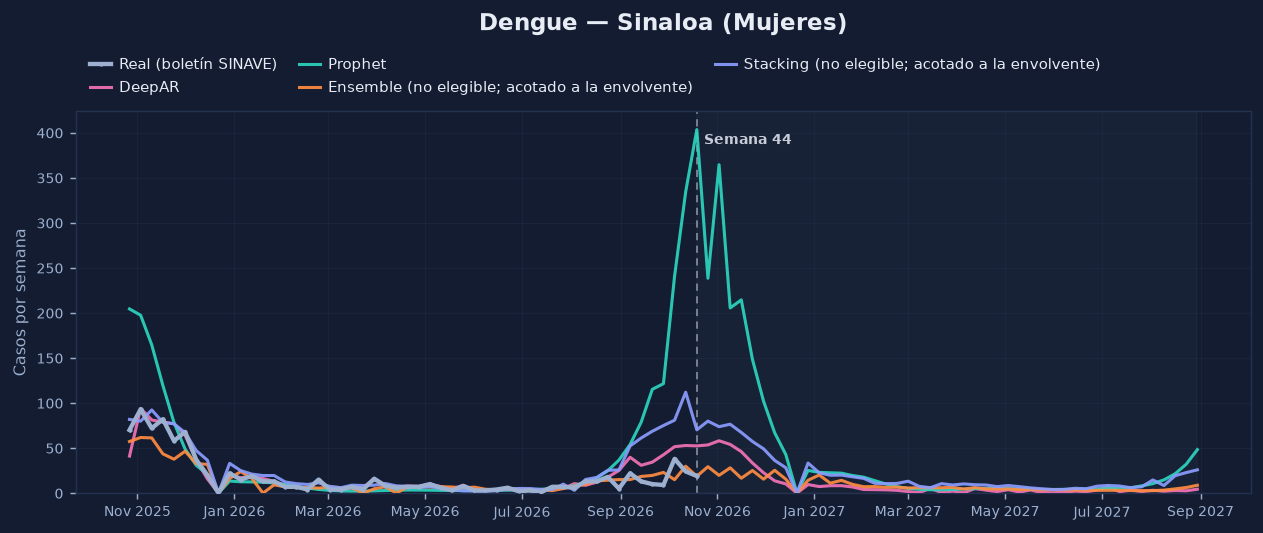 Dengue — Sinaloa (Mujeres)
Real (boletín SINAVE)
Prophet
Stacking (no elegible; acotado a la envolvente)
DeepAR
Ensemble (no elegible; acotado a la envolvente)
Semana 44
Casos por semana
400
350
300
250
200
150
100
50
0
Nov 2025
Jan 2026
Mar 2026
May 2026
Jul 2026
Sep 2026
Nov 2026
Jan 2027
Mar 2027
May 2027
Jul 2027
Sep 2027